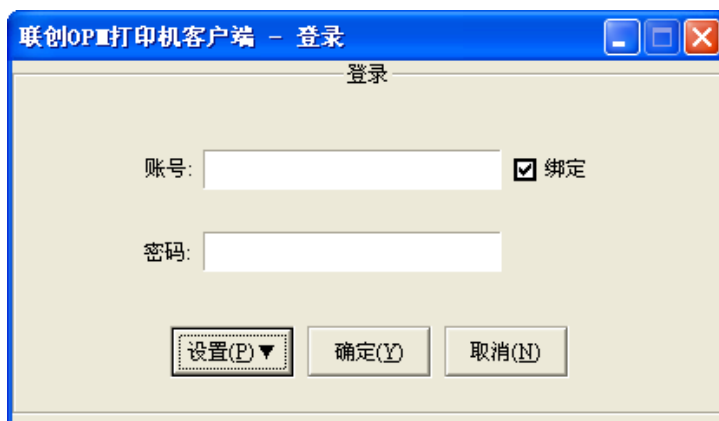 联创OPM打印机客户端 - 登录
登录
账号:
绑定
密码:
设置(P)▼
确定(Y)
取消(N)